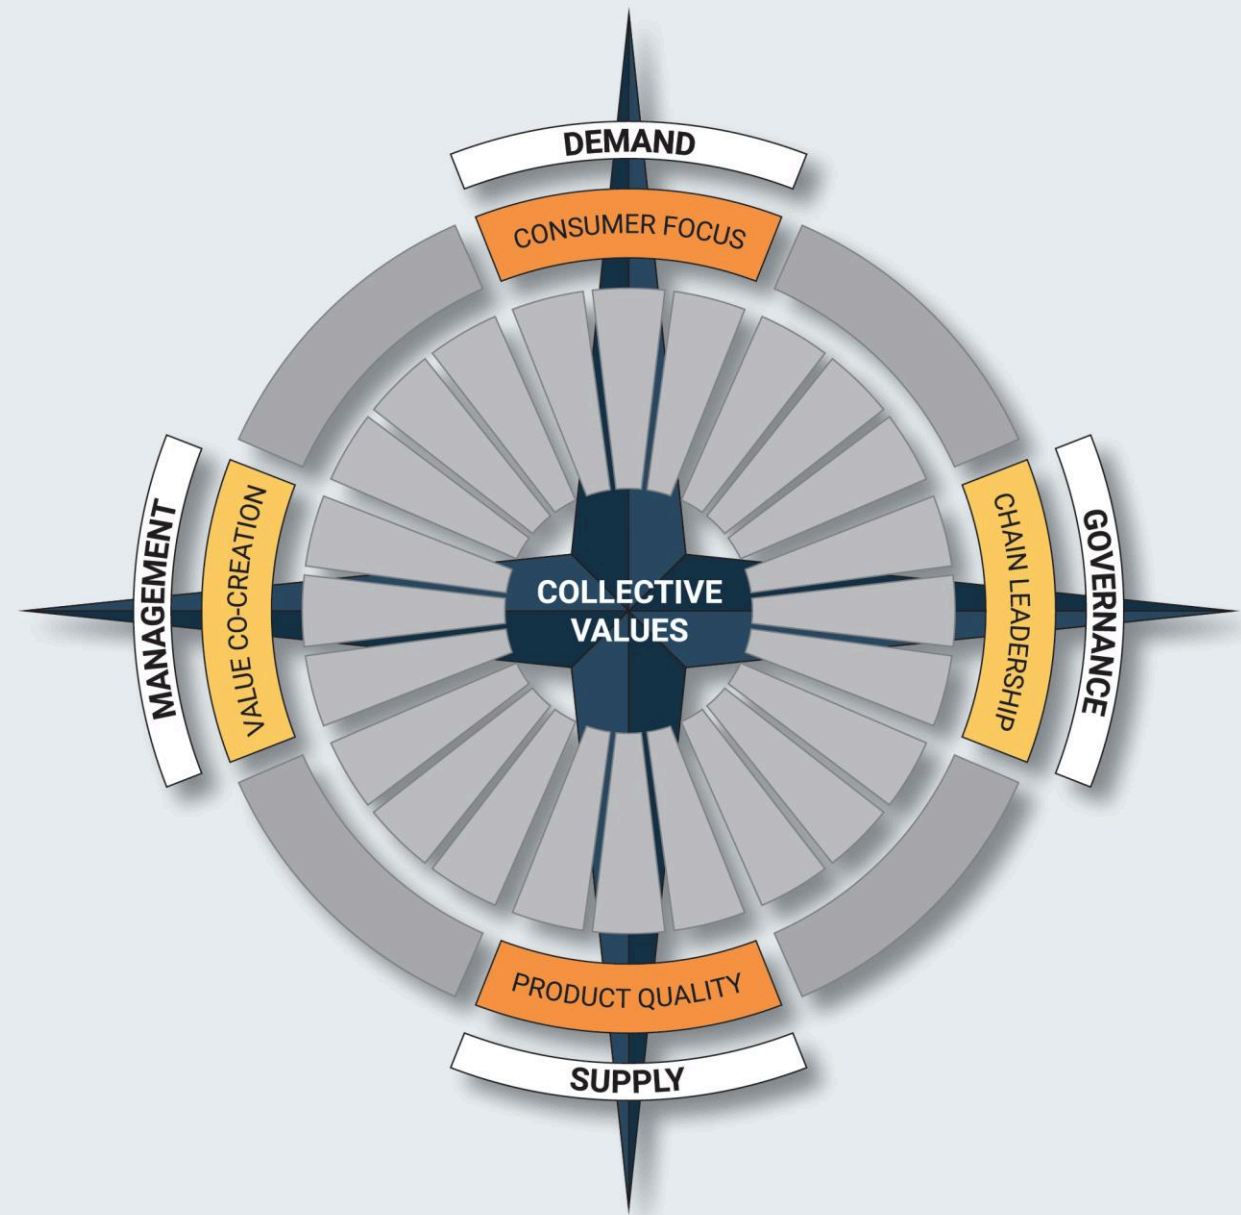 DEMAND
CONSUMER FOCUS
MANAGEMENT
VALUE CO-CREATION
COLLECTIVE
VALUES
CHAIN LEADERSHIP
GOVERNANCE
PRODUCT QUALITY
SUPPLY